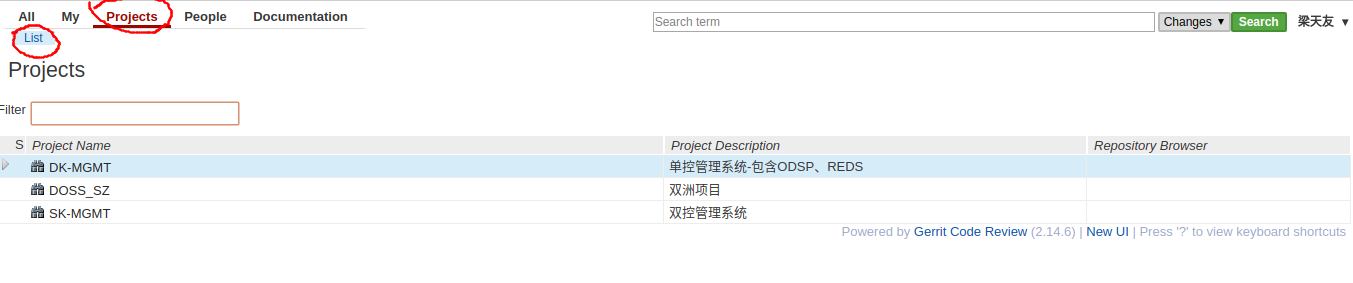 All My Projects People Documentation
Search term Changes ▼ Search 梁天友 ▼
List
Projects
Filter
S Project Name Project Description Repository Browser
DK-MGMT 单控管理系统-包含ODSP、REDS
DOSS_SZ 双洲项目
SK-MGMT 双控管理系统
Powered by Gerrit Code Review (2.14.6) | New UI | Press '?' to view keyboard shortcuts